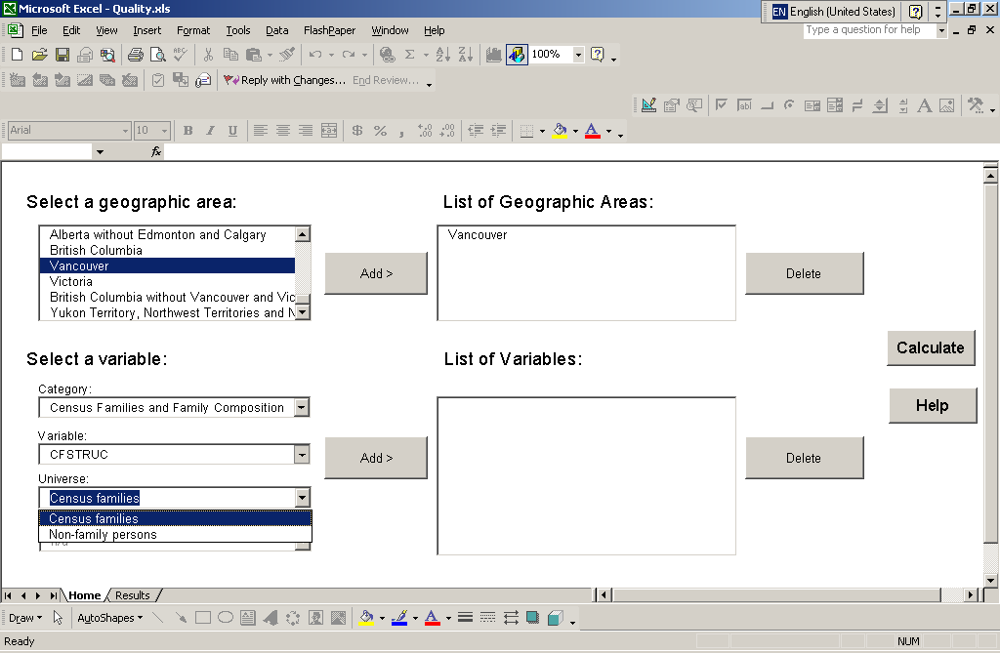 Microsoft Excel - Quality.xls
EN English (United States)
File Edit View Insert Format Tools Data FlashPaper Window Help
Type a question for help
100%
Reply with Changes... End Review...
ab|
Arial 10 B I U $ % ,
fx
Select a geographic area:
List of Geographic Areas:
Alberta without Edmonton and Calgary
British Columbia
Vancouver
Victoria
British Columbia without Vancouver and Vic
Yukon Territory, Northwest Territories and N
Add >
Vancouver
Delete
Calculate
Help
Select a variable:
List of Variables:
Category:
Census Families and Family Composition
Variable:
CFSTRUC
Universe:
Census families
Census families
Non-family persons
Add >
Delete
Home Results
Draw AutoShapes
Ready
NUM